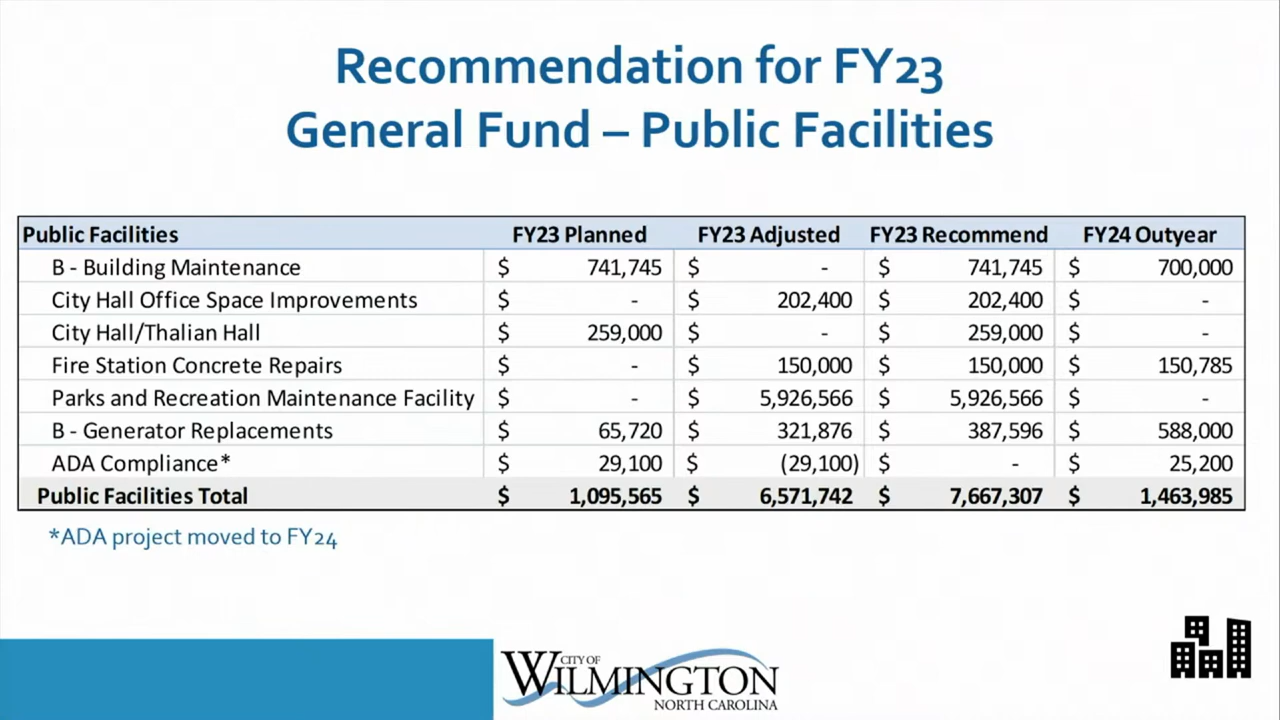 Recommendation for FY23
General Fund – Public Facilities
Public Facilities FY23 Planned FY23 Adjusted FY23 Recommend FY24 Outyear
B - Building Maintenance $ 741,745 $ - $ 741,745 $ 700,000
City Hall Office Space Improvements $ - $ 202,400 $ 202,400 $ -
City Hall/Thalian Hall $ 259,000 $ - $ 259,000 $ -
Fire Station Concrete Repairs $ - $ 150,000 $ 150,000 $ 150,785
Parks and Recreation Maintenance Facility $ - $ 5,926,566 $ 5,926,566 $ -
B - Generator Replacements $ 65,720 $ 321,876 $ 387,596 $ 588,000
ADA Compliance* $ 29,100 $ (29,100) $ - $ 25,200
Public Facilities Total $ 1,095,565 $ 6,571,742 $ 7,667,307 $ 1,463,985
*ADA project moved to FY24
CITY OF
WILMINGTON
NORTH CAROLINA